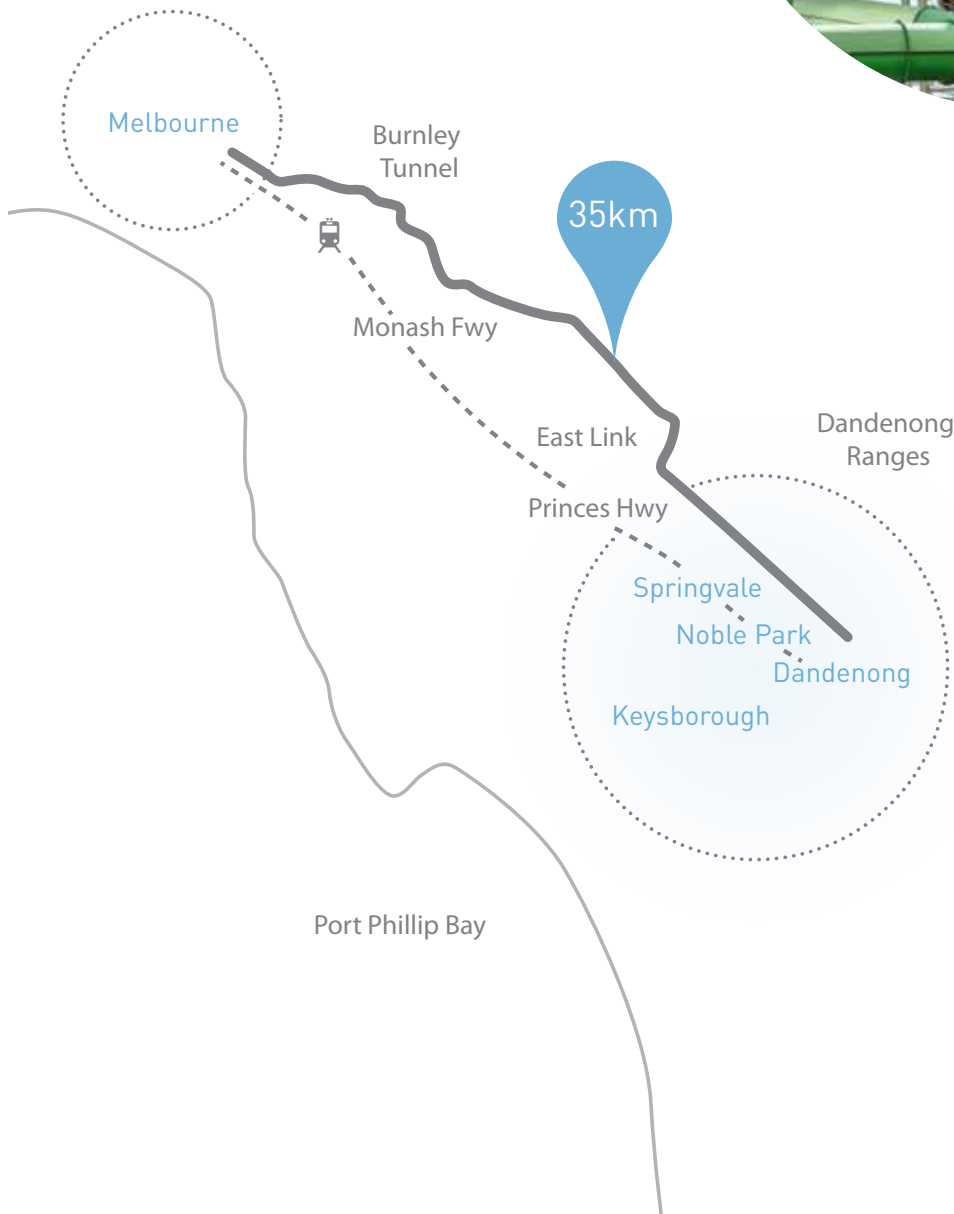 Melbourne
Burnley
Tunnel
35km
Monash Fwy
Dandenong
Ranges
East Link
Princes Hwy
Springvale
Noble Park
Dandenong
Keysborough
Port Phillip Bay